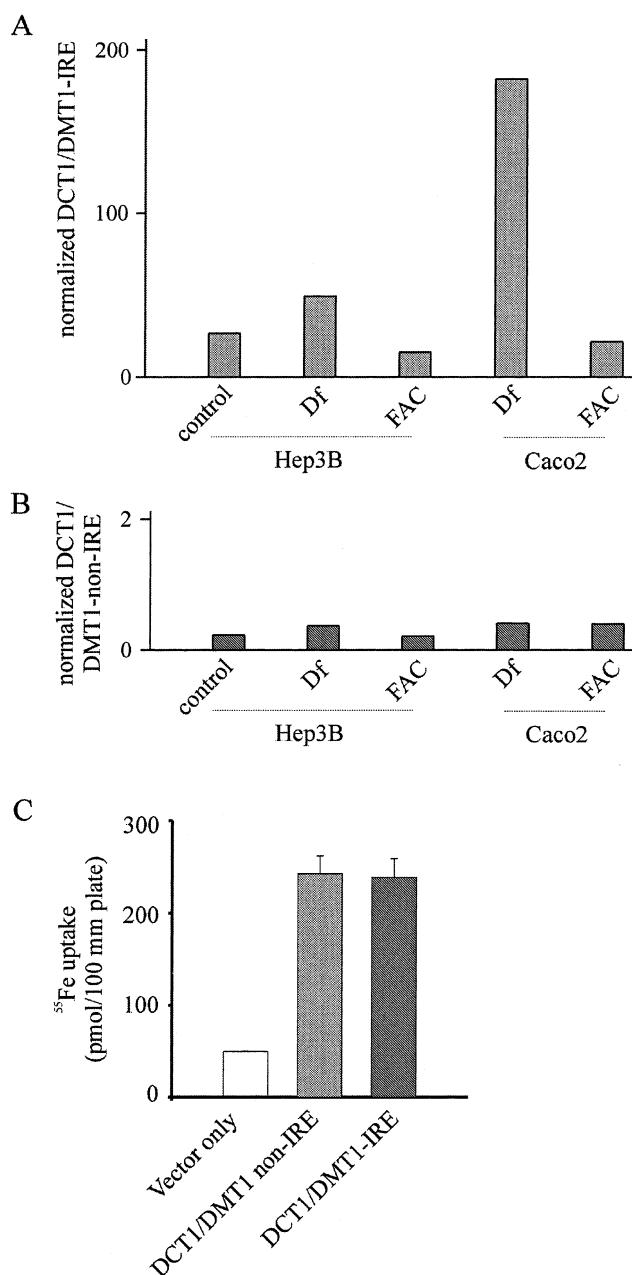 A
normalized DCT1/DMT1-IRE
200
100
0
control
Df
FAC
Df
FAC
Hep3B
Caco2
B
normalized DCT1/
DMT1-non-IRE
2
0
control
Df
FAC
Df
FAC
Hep3B
Caco2
C
⁵⁵Fe uptake
(pmol/100 mm plate)
300
200
100
0
Vector only
DCT1/DMT1 non-IRE
DCT1/DMT1-IRE